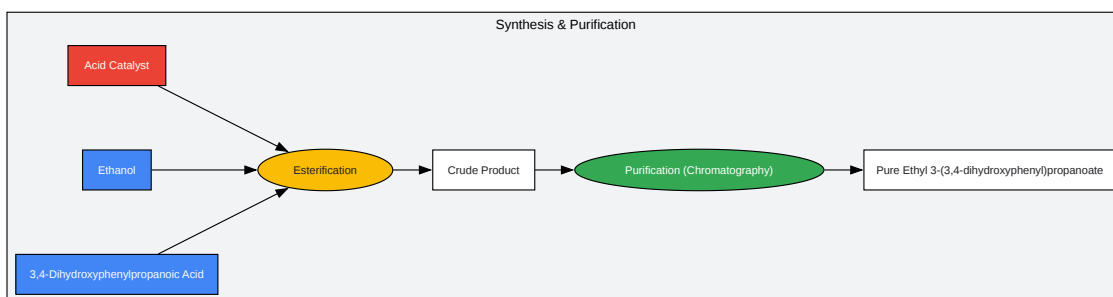 Synthesis & Purification
Acid Catalyst
Ethanol
3,4-Dihydroxyphenylpropanoic Acid
Esterification
Crude Product
Purification (Chromatography)
Pure Ethyl 3-(3,4-dihydroxyphenyl)propanoate